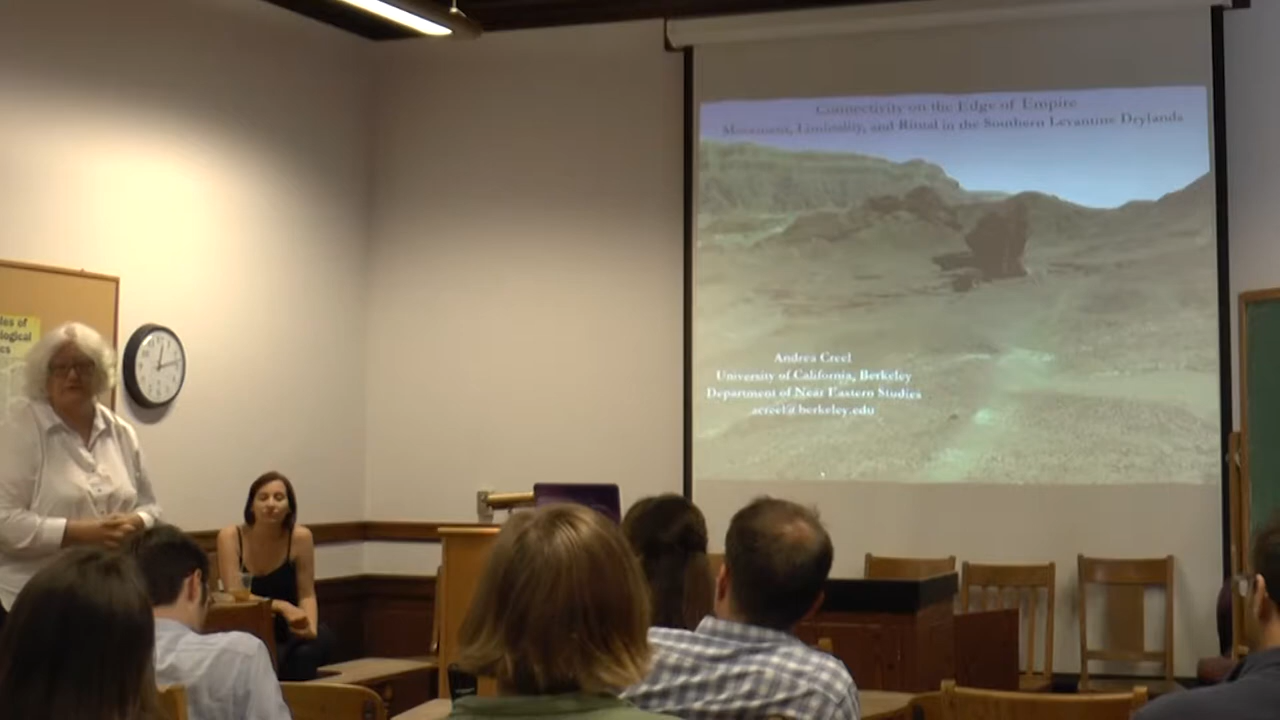 Connectivity on the Edge of Empire
Movement, Liminality, and Ritual in the Southern Levantine Drylands
Andrea Creel
University of California, Berkeley
Department of Near Eastern Studies
acreel@berkeley.edu
of